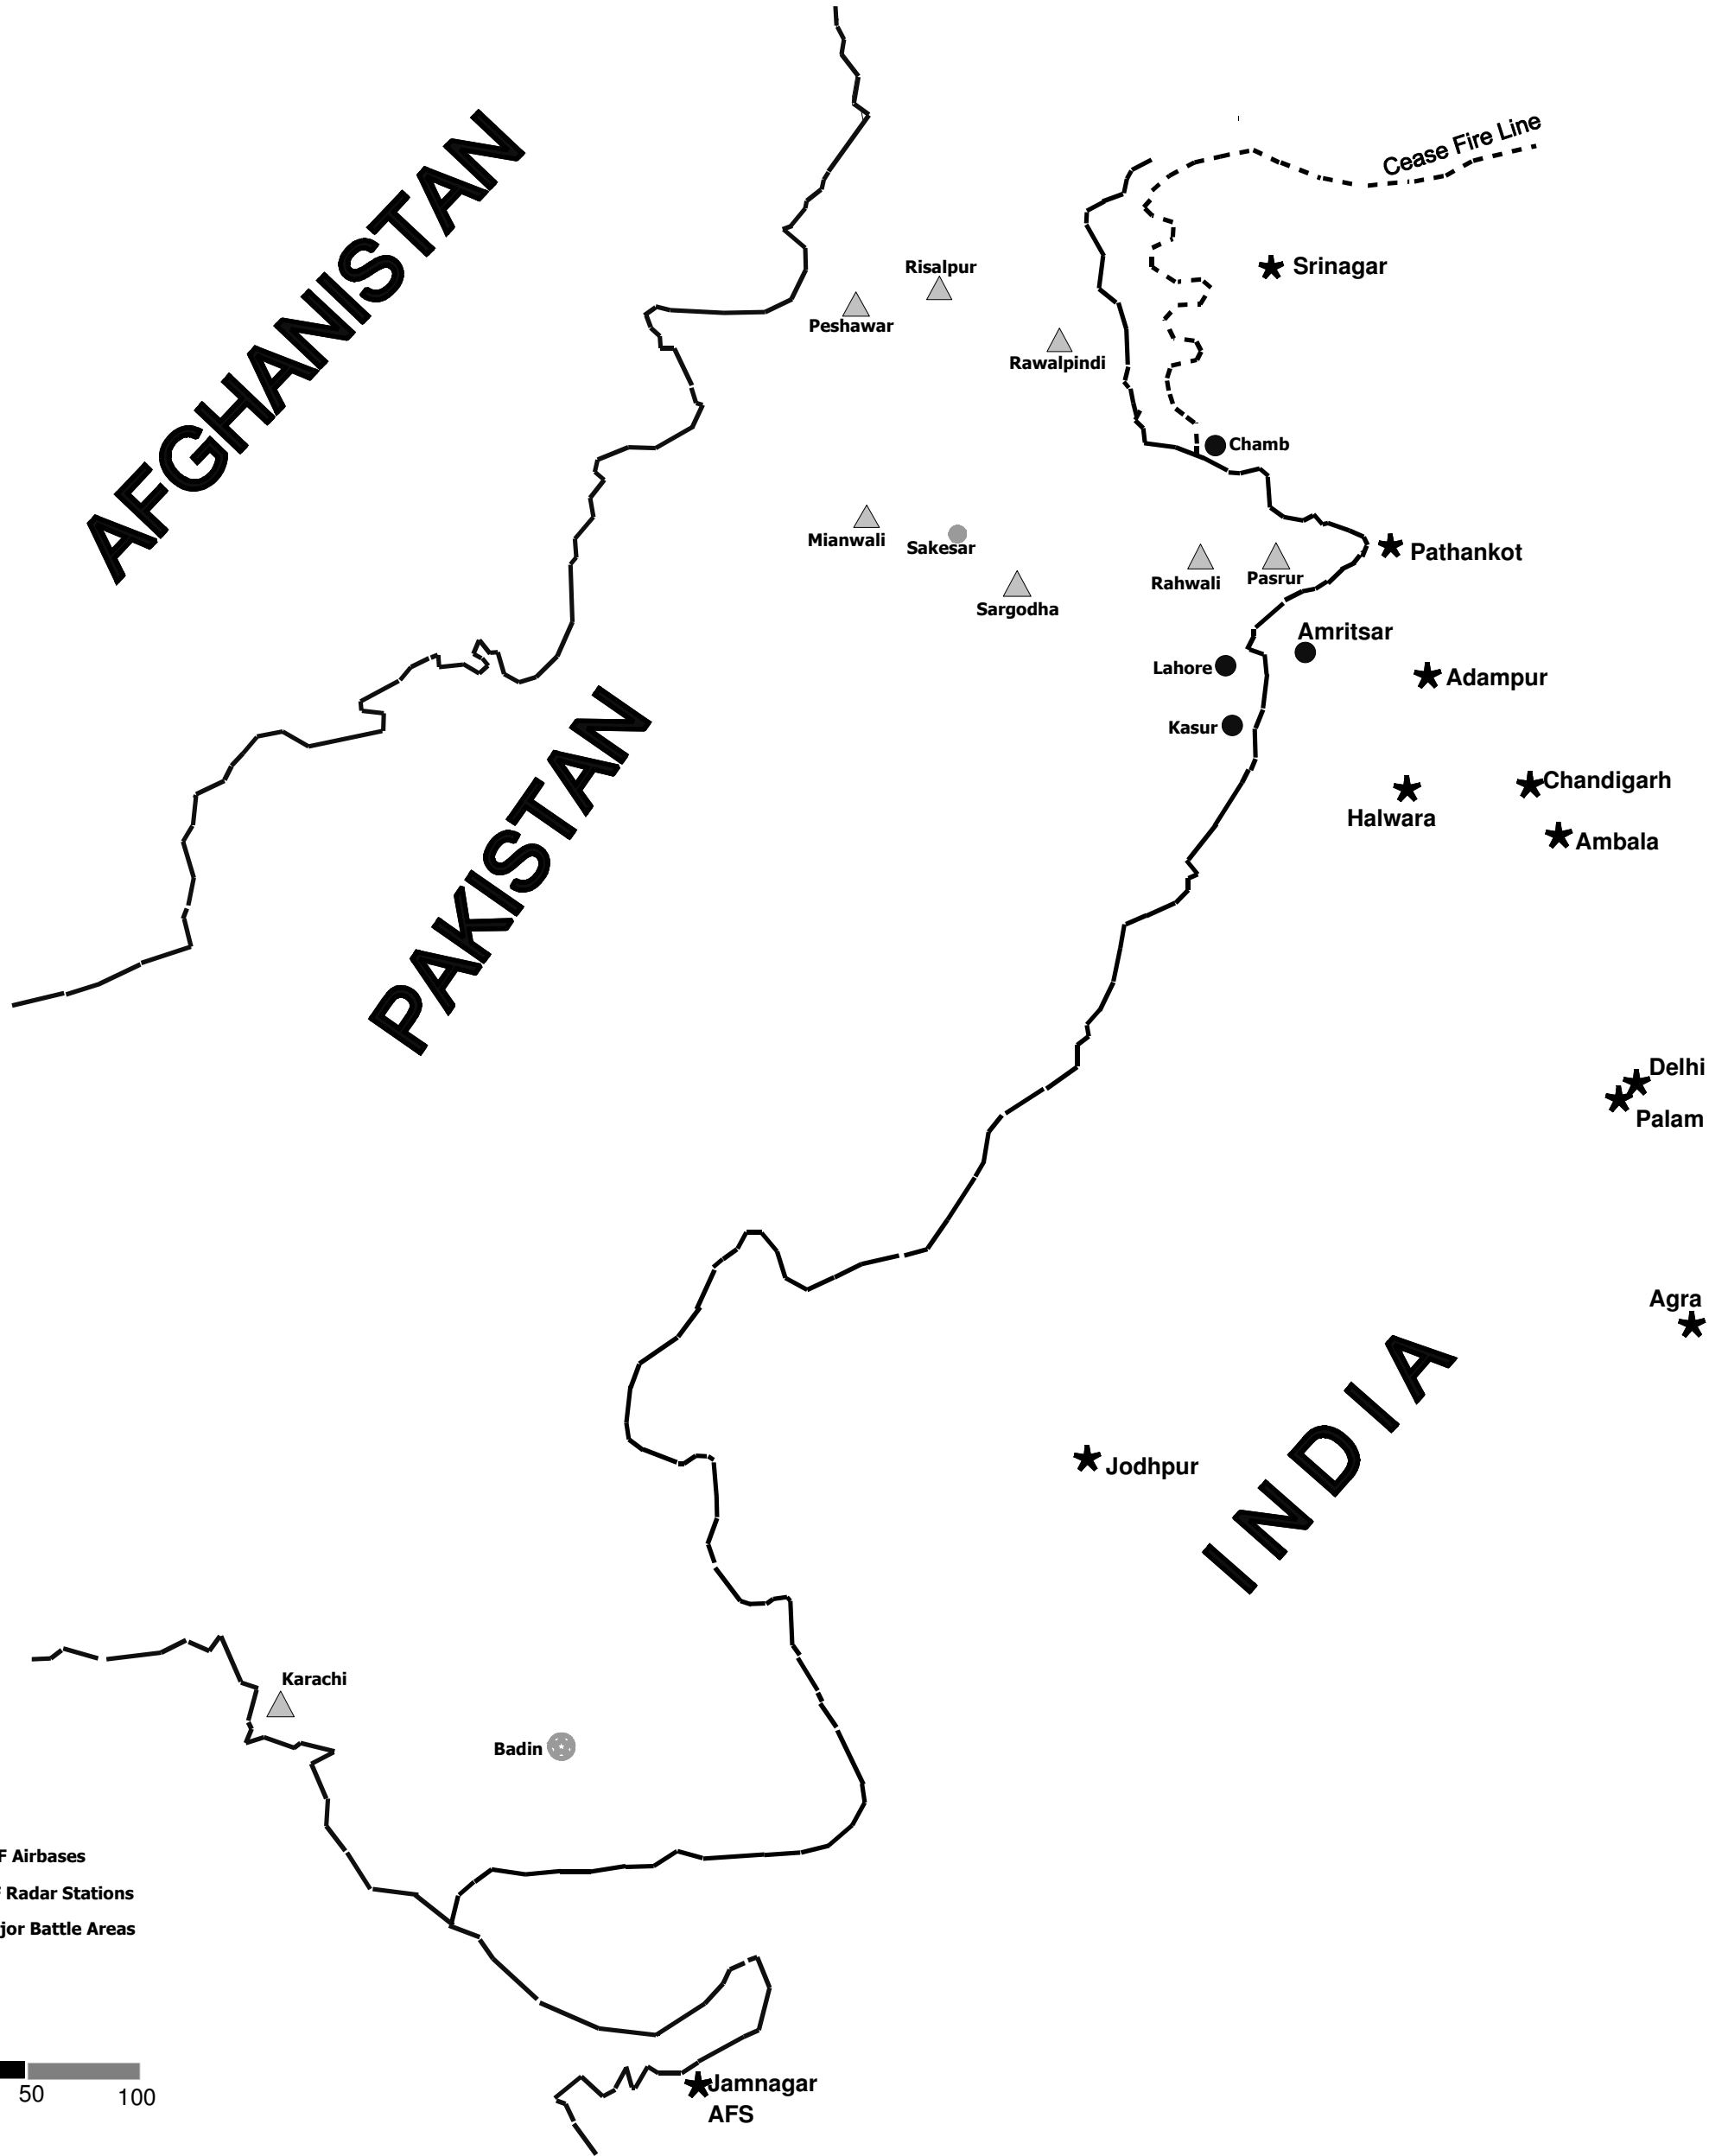 Cease Fire Line
AFGHANISTAN
Srinagar
Risalpur
Peshawar
Rawalpindi
Chamb
Mianwali
Sakesar
Pathankot
Rahwali
Pasrur
Sargodha
Amritsar
Lahore
Adampur
Kasur
PAKISTAN
Chandigarh
Halwara
Ambala
Delhi
Palam
Agra
INDIA
Jodhpur
Karachi
Badin
F Airbases
Radar Stations
jor Battle Areas
50
100
Jamnagar
AFS